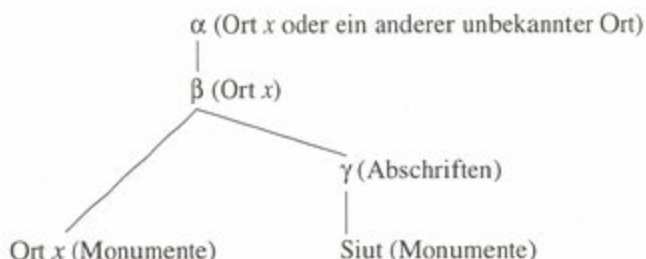 α (Ort x oder ein anderer unbekannter Ort)
β (Ort x)
γ (Abschriften)
Ort x (Monumente) Siut (Monumente)